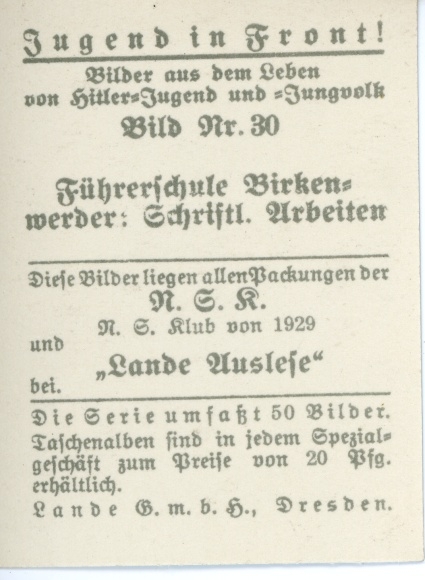 Jugend in Front!
Bilder aus dem Leben
von Hitler=Jugend und =Jungvolk
Bild Nr. 30
Führerschule Birken=
werder: Schriftl. Arbeiten
Diese Bilder liegen allen Packungen der
N. S. K.
N. S. Klub von 1929
und
„Lande Auslese“
bei.
Die Serie umfaßt 50 Bilder.
Taschenalben sind in jedem Spezial=
geschäft zum Preise von 20 Pfg.
erhältlich.
Lande G. m. b. H., Dresden.